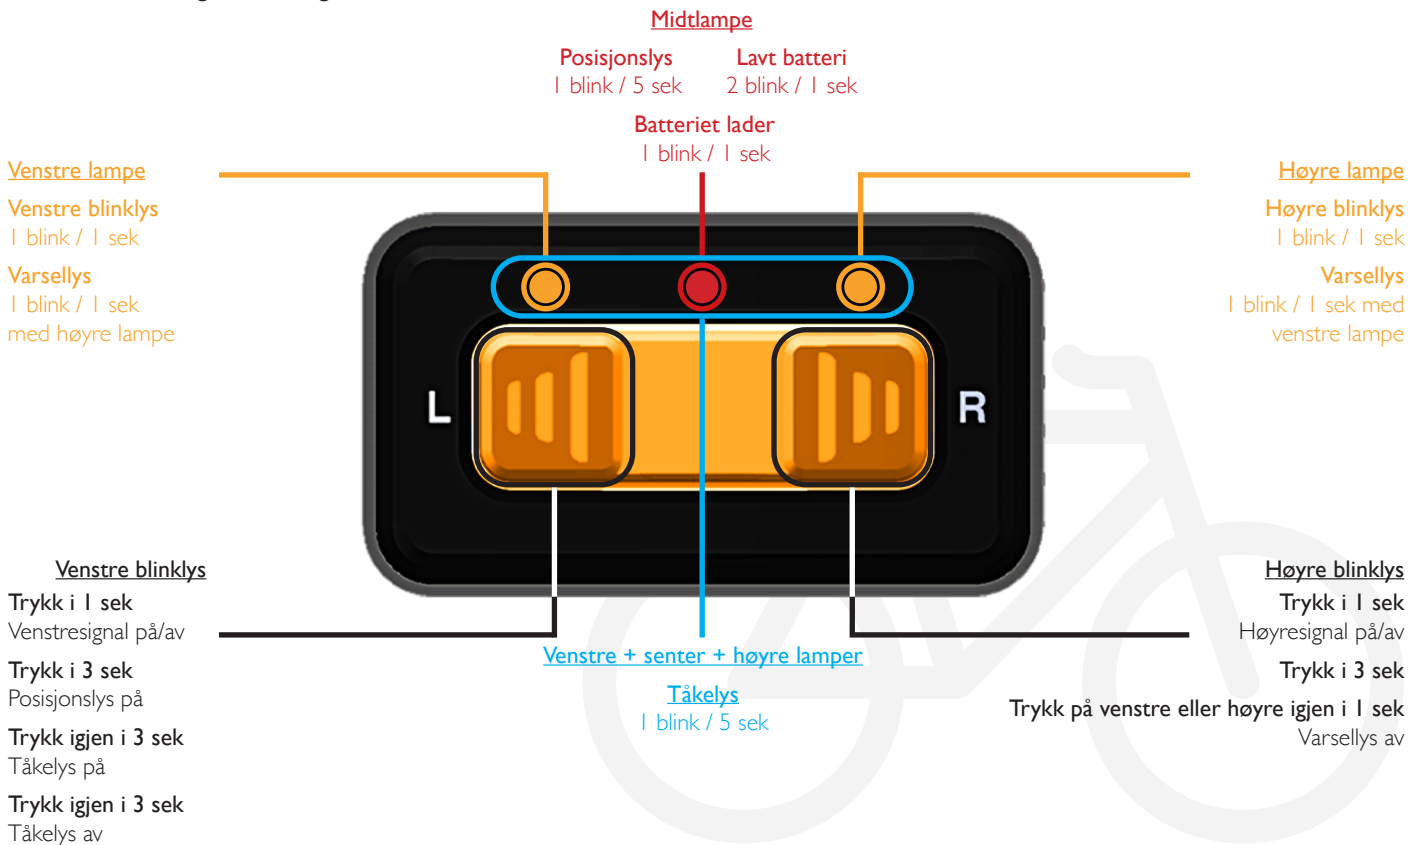 Midtlampe
Posisjonslys
1 blink / 5 sek
Lavt batteri
2 blink / 1 sek
Batteriet lader
1 blink / 1 sek
Venstre lampe
Venstre blinklys
1 blink / 1 sek
Varsellys
1 blink / 1 sek
med høyre lampe
Høyre lampe
Høyre blinklys
1 blink / 1 sek
Varsellys
1 blink / 1 sek med
venstre lampe
L
R
Venstre blinklys
Trykk i 1 sek
Venstresignal på/av
Trykk i 3 sek
Posisjonslys på
Trykk igjen i 3 sek
Tåkelys på
Trykk igjen i 3 sek
Tåkelys av
Venstre + senter + høyre lamper
Tåkelys
1 blink / 5 sek
Høyre blinklys
Trykk i 1 sek
Høyresignal på/av
Trykk i 3 sek
Trykk på venstre eller høyre igjen i 1 sek
Varsellys av